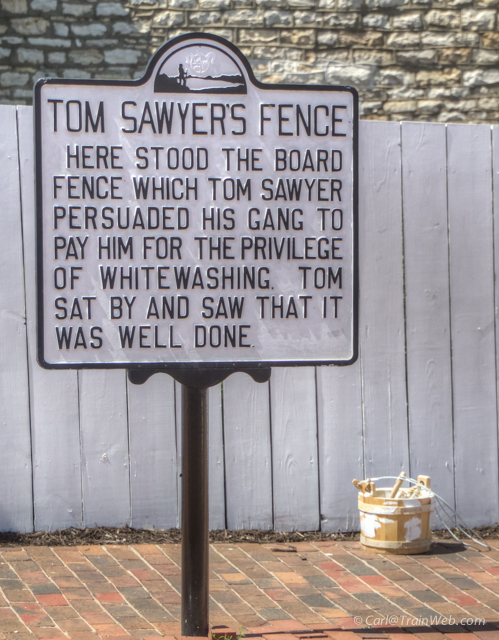 TOM SAWYER'S FENCE
HERE STOOD THE BOARD
FENCE WHICH TOM SAWYER
PERSUADED HIS GANG TO
PAY HIM FOR THE PRIVILEGE
OF WHITEWASHING. TOM
SAT BY AND SAW THAT IT
WAS WELL DONE.
© Carl@TrainWeb.com